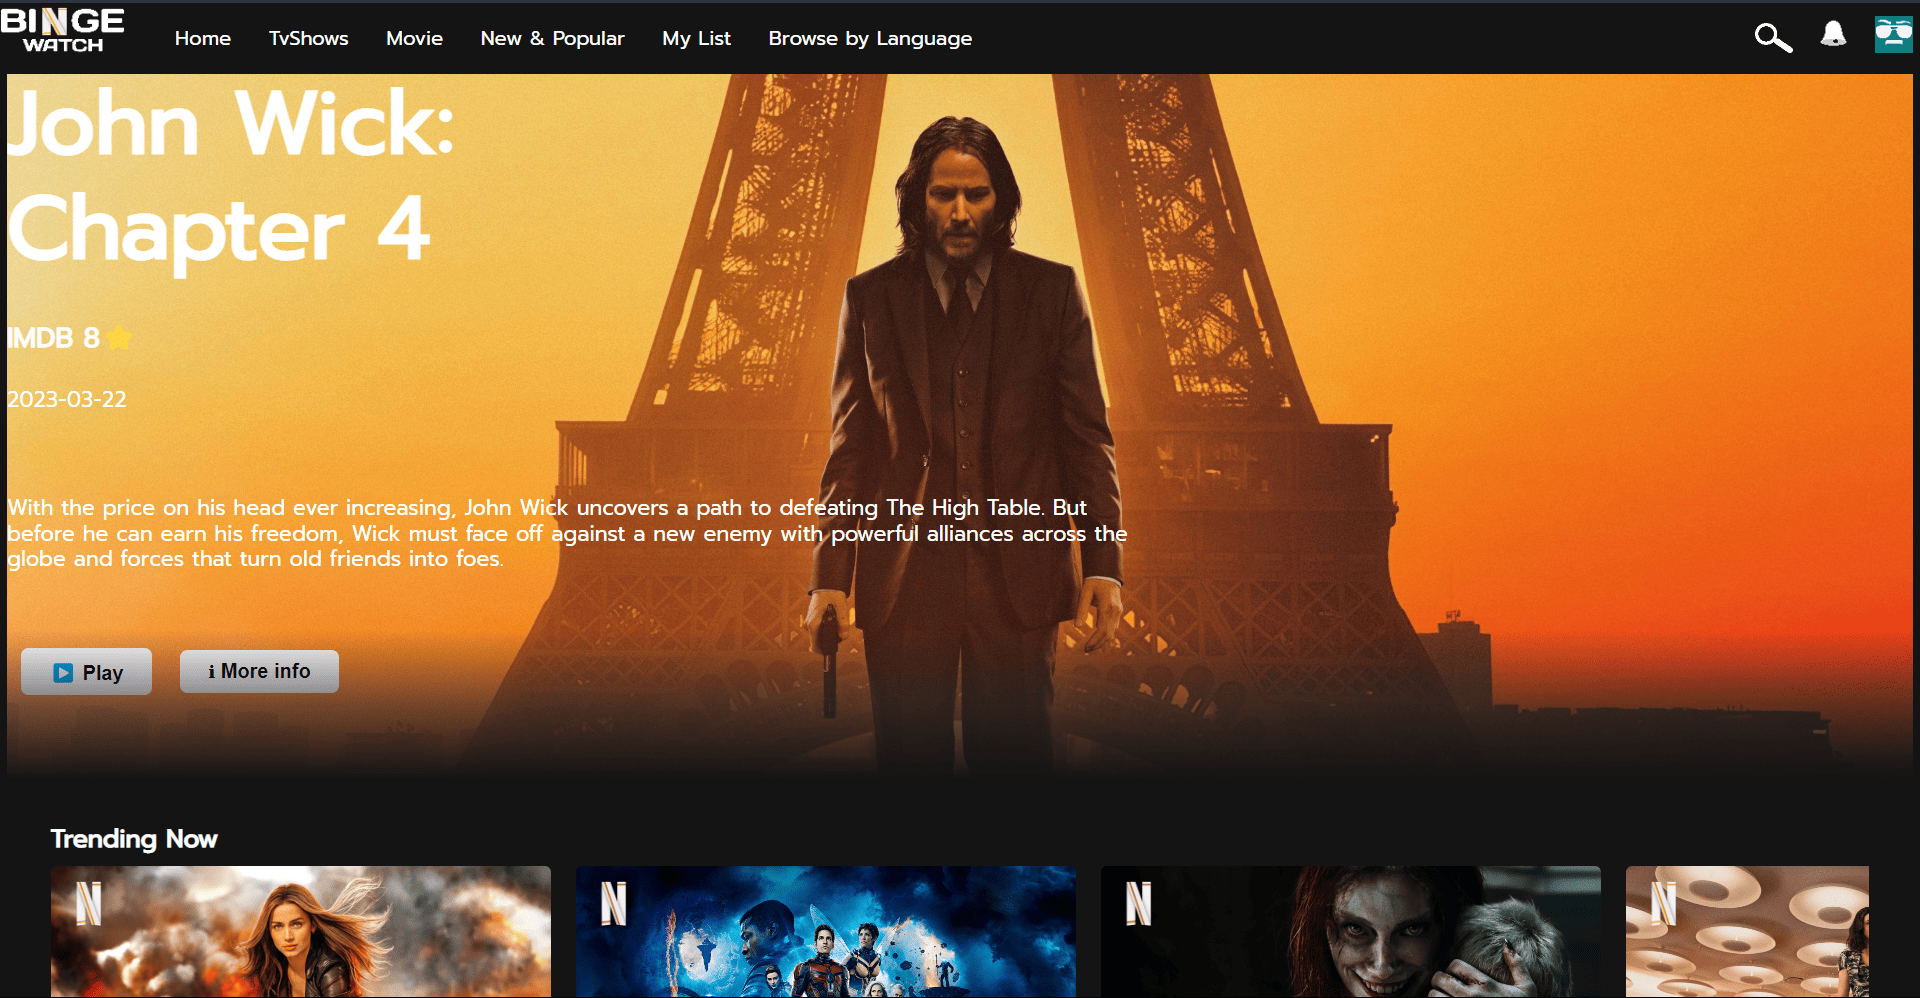 BINGE
WATCH
Home TvShows Movie New & Popular My List Browse by Language
John Wick:
Chapter 4
IMDB 8
2023-03-22
With the price on his head ever increasing, John Wick uncovers a path to defeating The High Table. But
before he can earn his freedom, Wick must face off against a new enemy with powerful alliances across the
globe and forces that turn old friends into foes.
Play
i More info
Trending Now
N
N
N
N